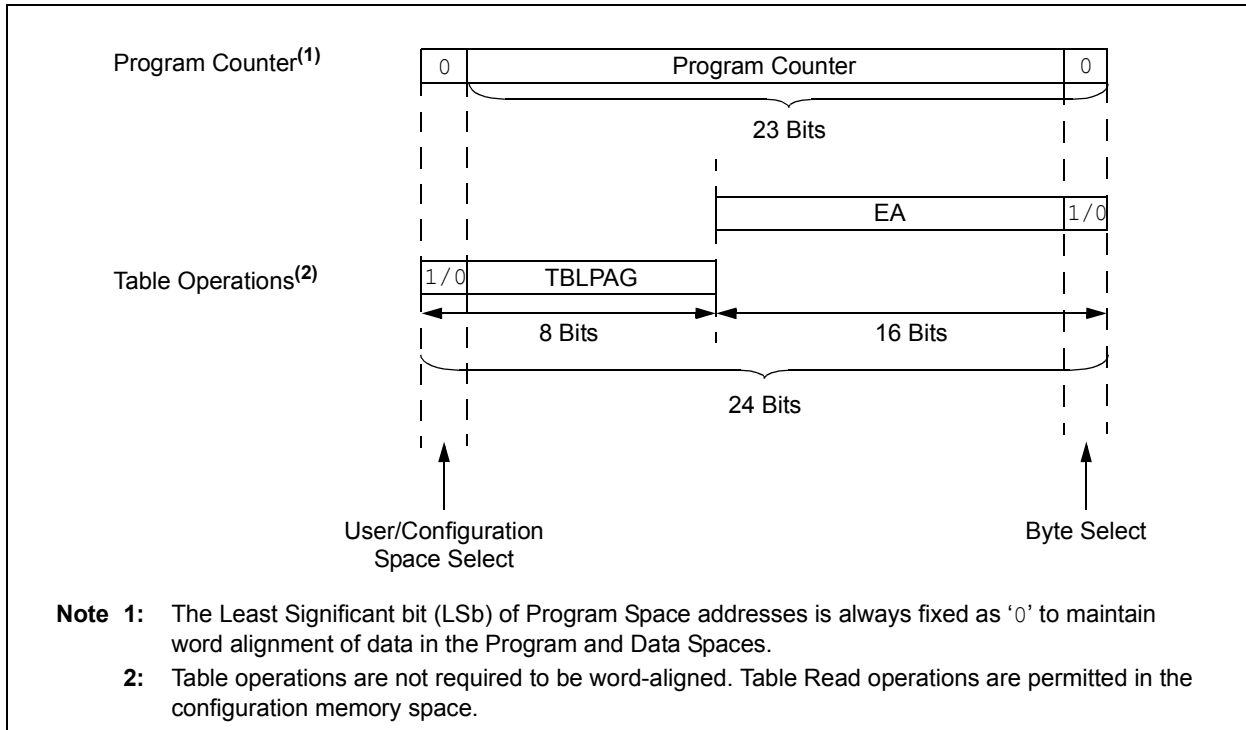 Program Counter(1)
0 Program Counter 0
23 Bits
EA 1/0
Table Operations(2)
1/0 TBLPAG
8 Bits 16 Bits
24 Bits
User/Configuration
Space Select
Byte Select
Note 1: The Least Significant bit (LSb) of Program Space addresses is always fixed as ‘0’ to maintain
word alignment of data in the Program and Data Spaces.
2: Table operations are not required to be word-aligned. Table Read operations are permitted in the
configuration memory space.